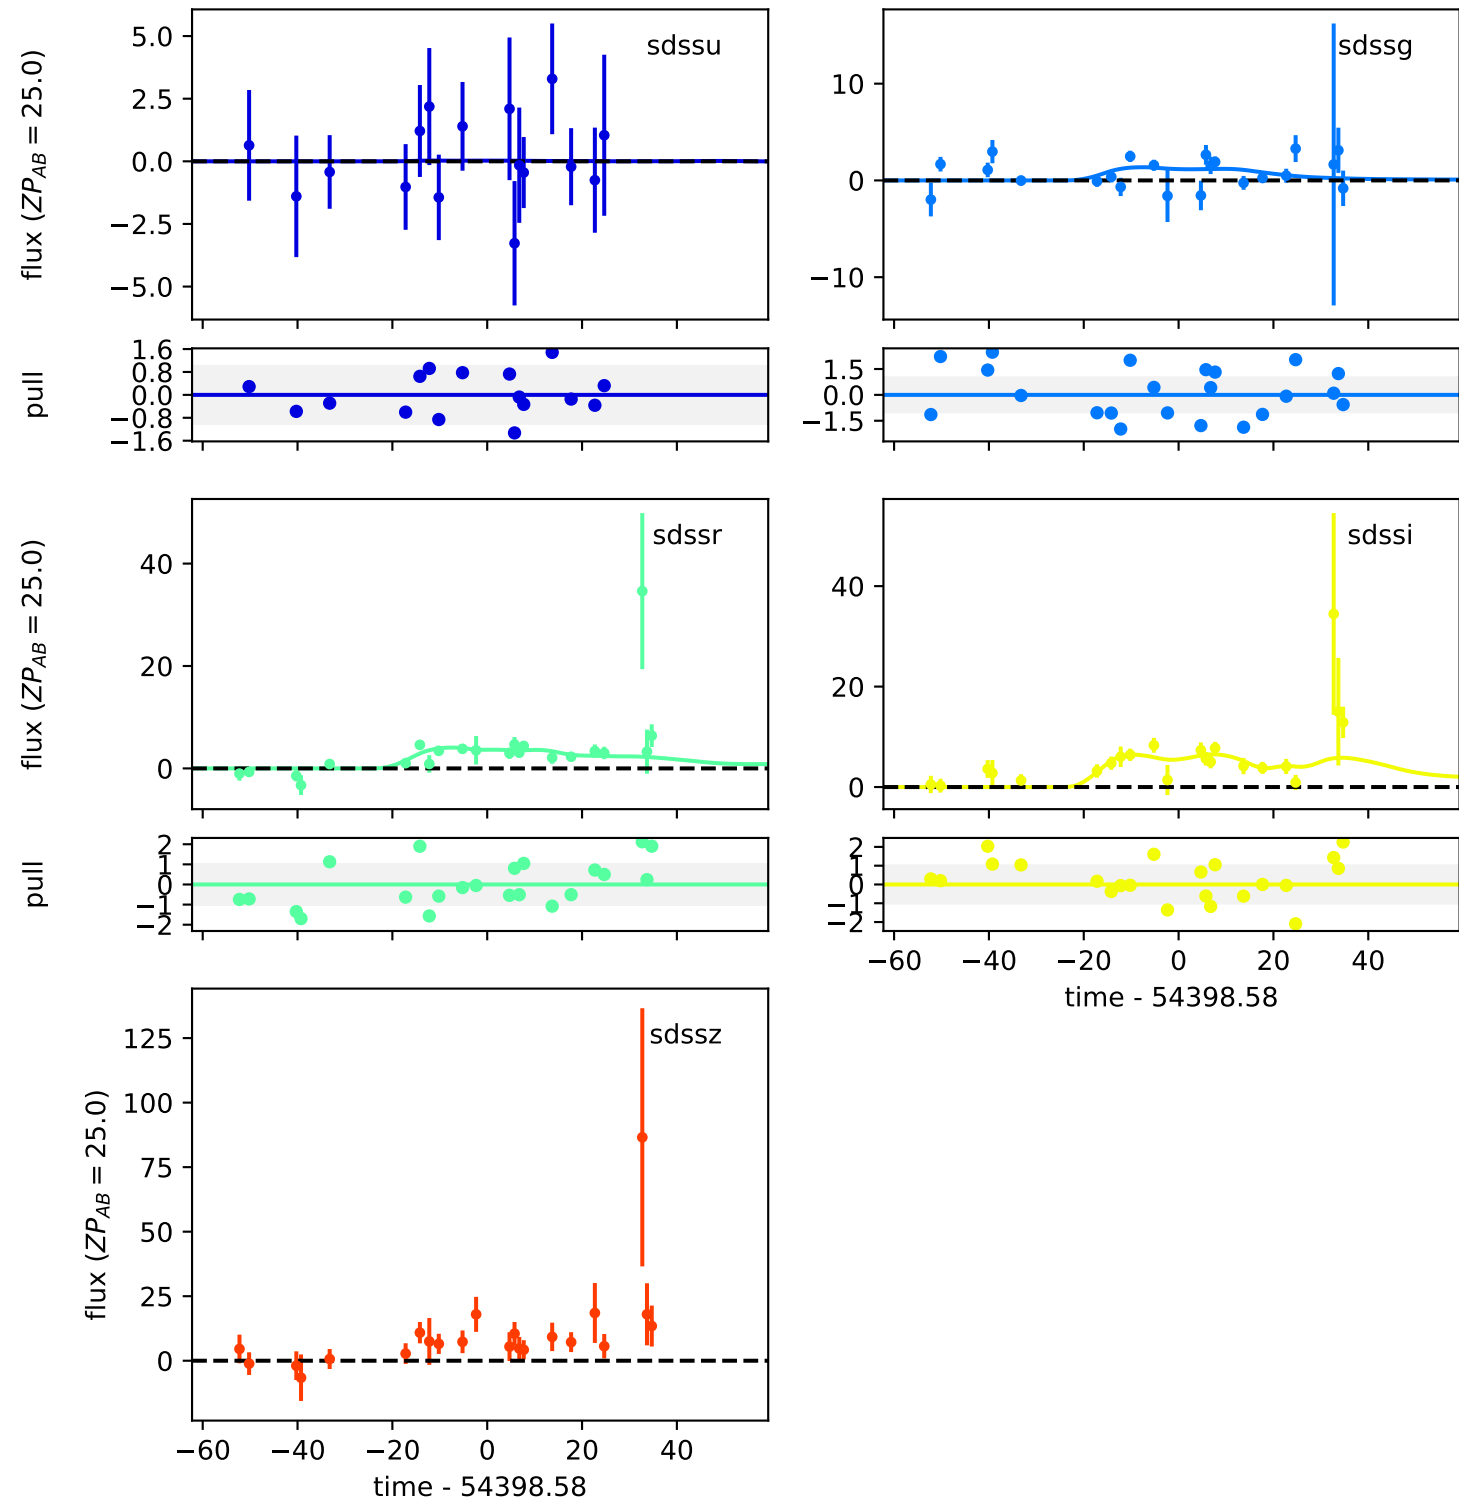 flux (ZP_AB = 25.0)
5.0
2.5
0.0
−2.5
−5.0
sdssu
10
0
−10
sdssg
pull
1.6
0.8
0.0
−0.8
−1.6
1.5
0.0
−1.5
flux (ZP_AB = 25.0)
40
20
0
sdssr
40
20
0
sdssi
pull
2
1
0
−1
−2
2
1
0
−1
−2
−60 −40 −20 0 20 40
time - 54398.58
flux (ZP_AB = 25.0)
125
100
75
50
25
0
sdssz
−60 −40 −20 0 20 40
time - 54398.58